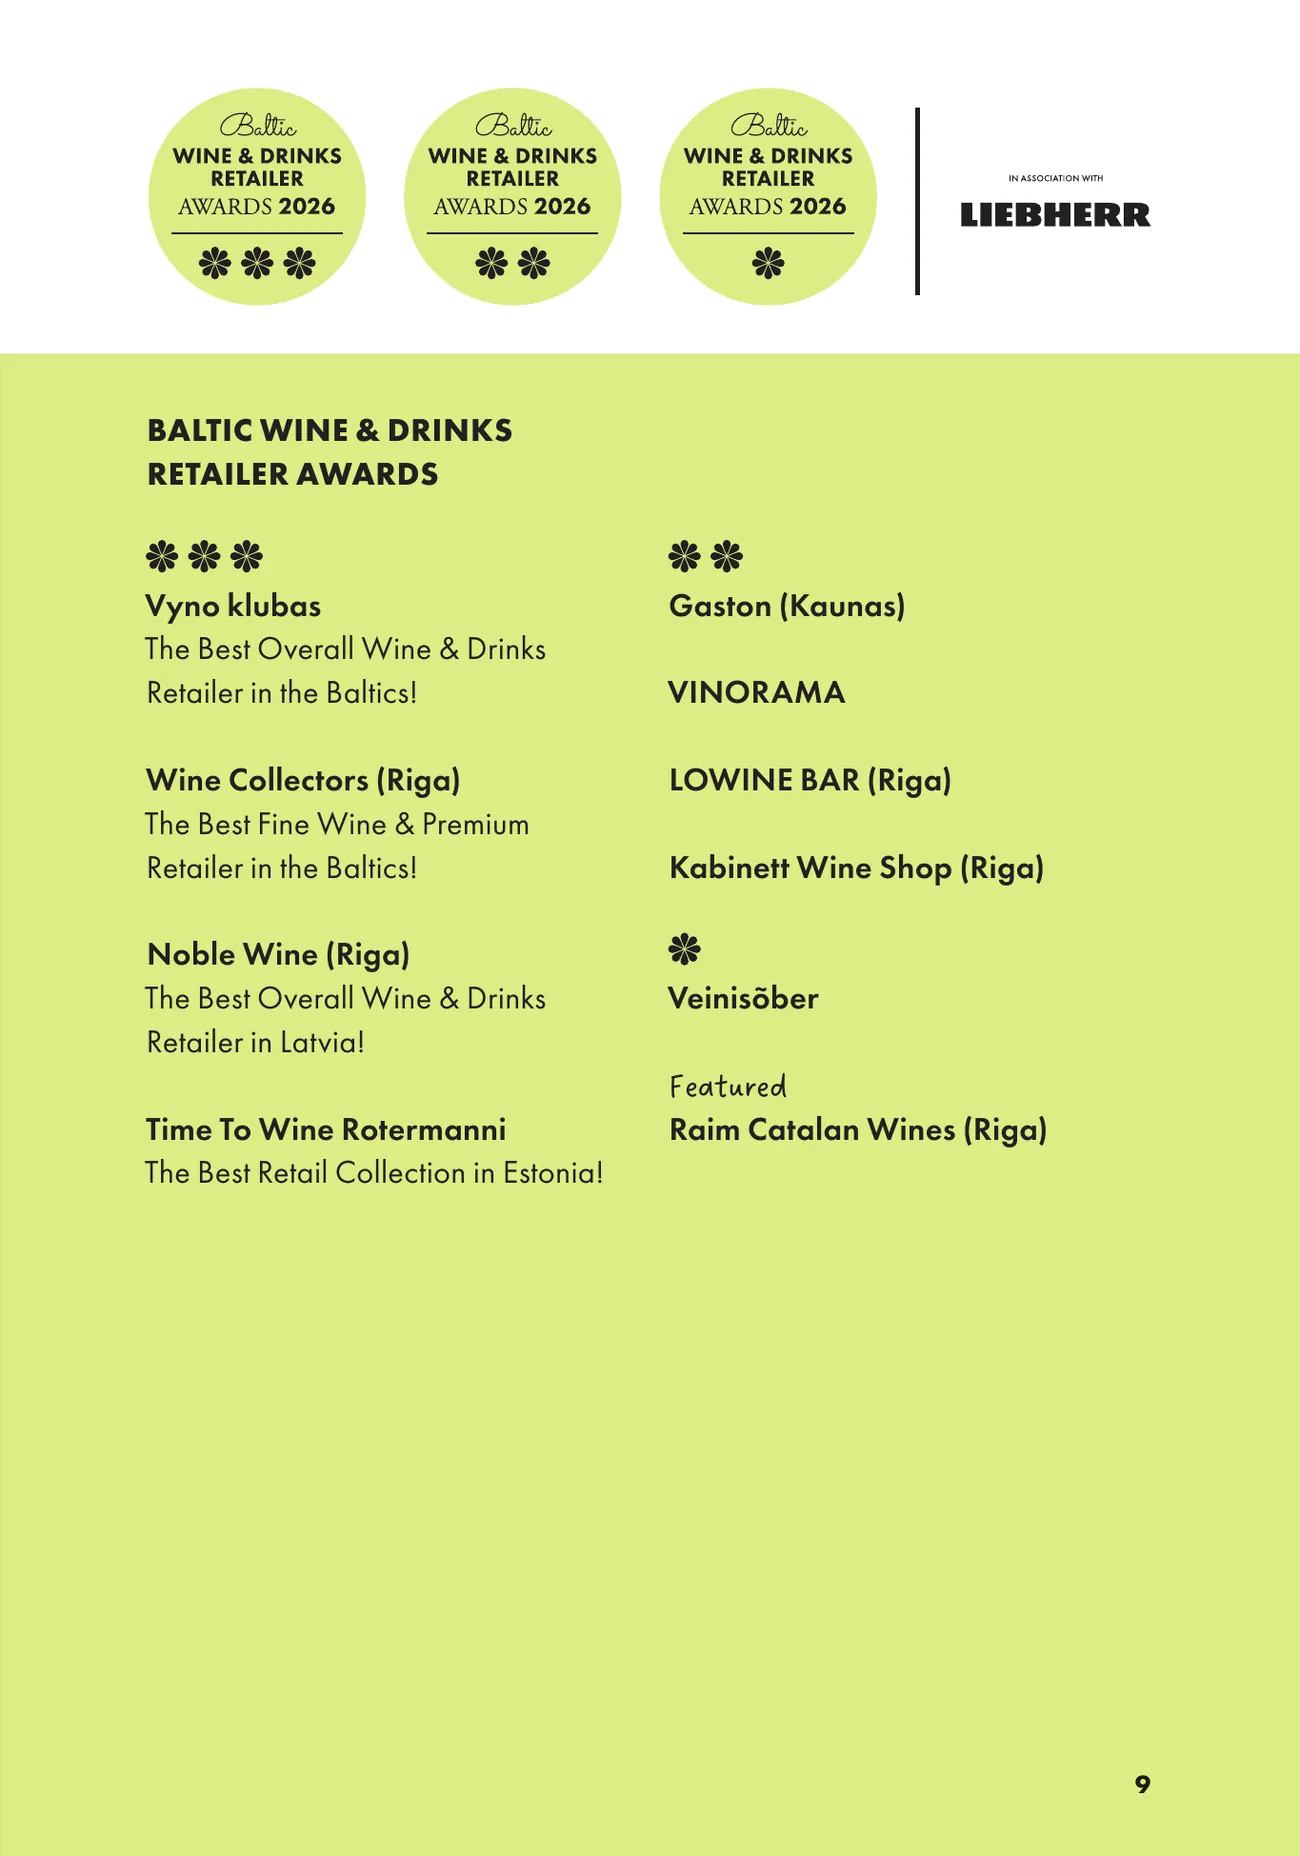 Baltic
WINE & DRINKS
RETAILER
AWARDS 2026
Baltic
WINE & DRINKS
RETAILER
AWARDS 2026
Baltic
WINE & DRINKS
RETAILER
AWARDS 2026
IN ASSOCIATION WITH
LIEBHERR
BALTIC WINE & DRINKS
RETAILER AWARDS
Vyno klubas
The Best Overall Wine & Drinks
Retailer in the Baltics!
Wine Collectors (Riga)
The Best Fine Wine & Premium
Retailer in the Baltics!
Noble Wine (Riga)
The Best Overall Wine & Drinks
Retailer in Latvia!
Time To Wine Rotermanni
The Best Retail Collection in Estonia!
Gaston (Kaunas)
VINORAMA
LOWINE BAR (Riga)
Kabinett Wine Shop (Riga)
Veinisõber
Featured
Raim Catalan Wines (Riga)
9